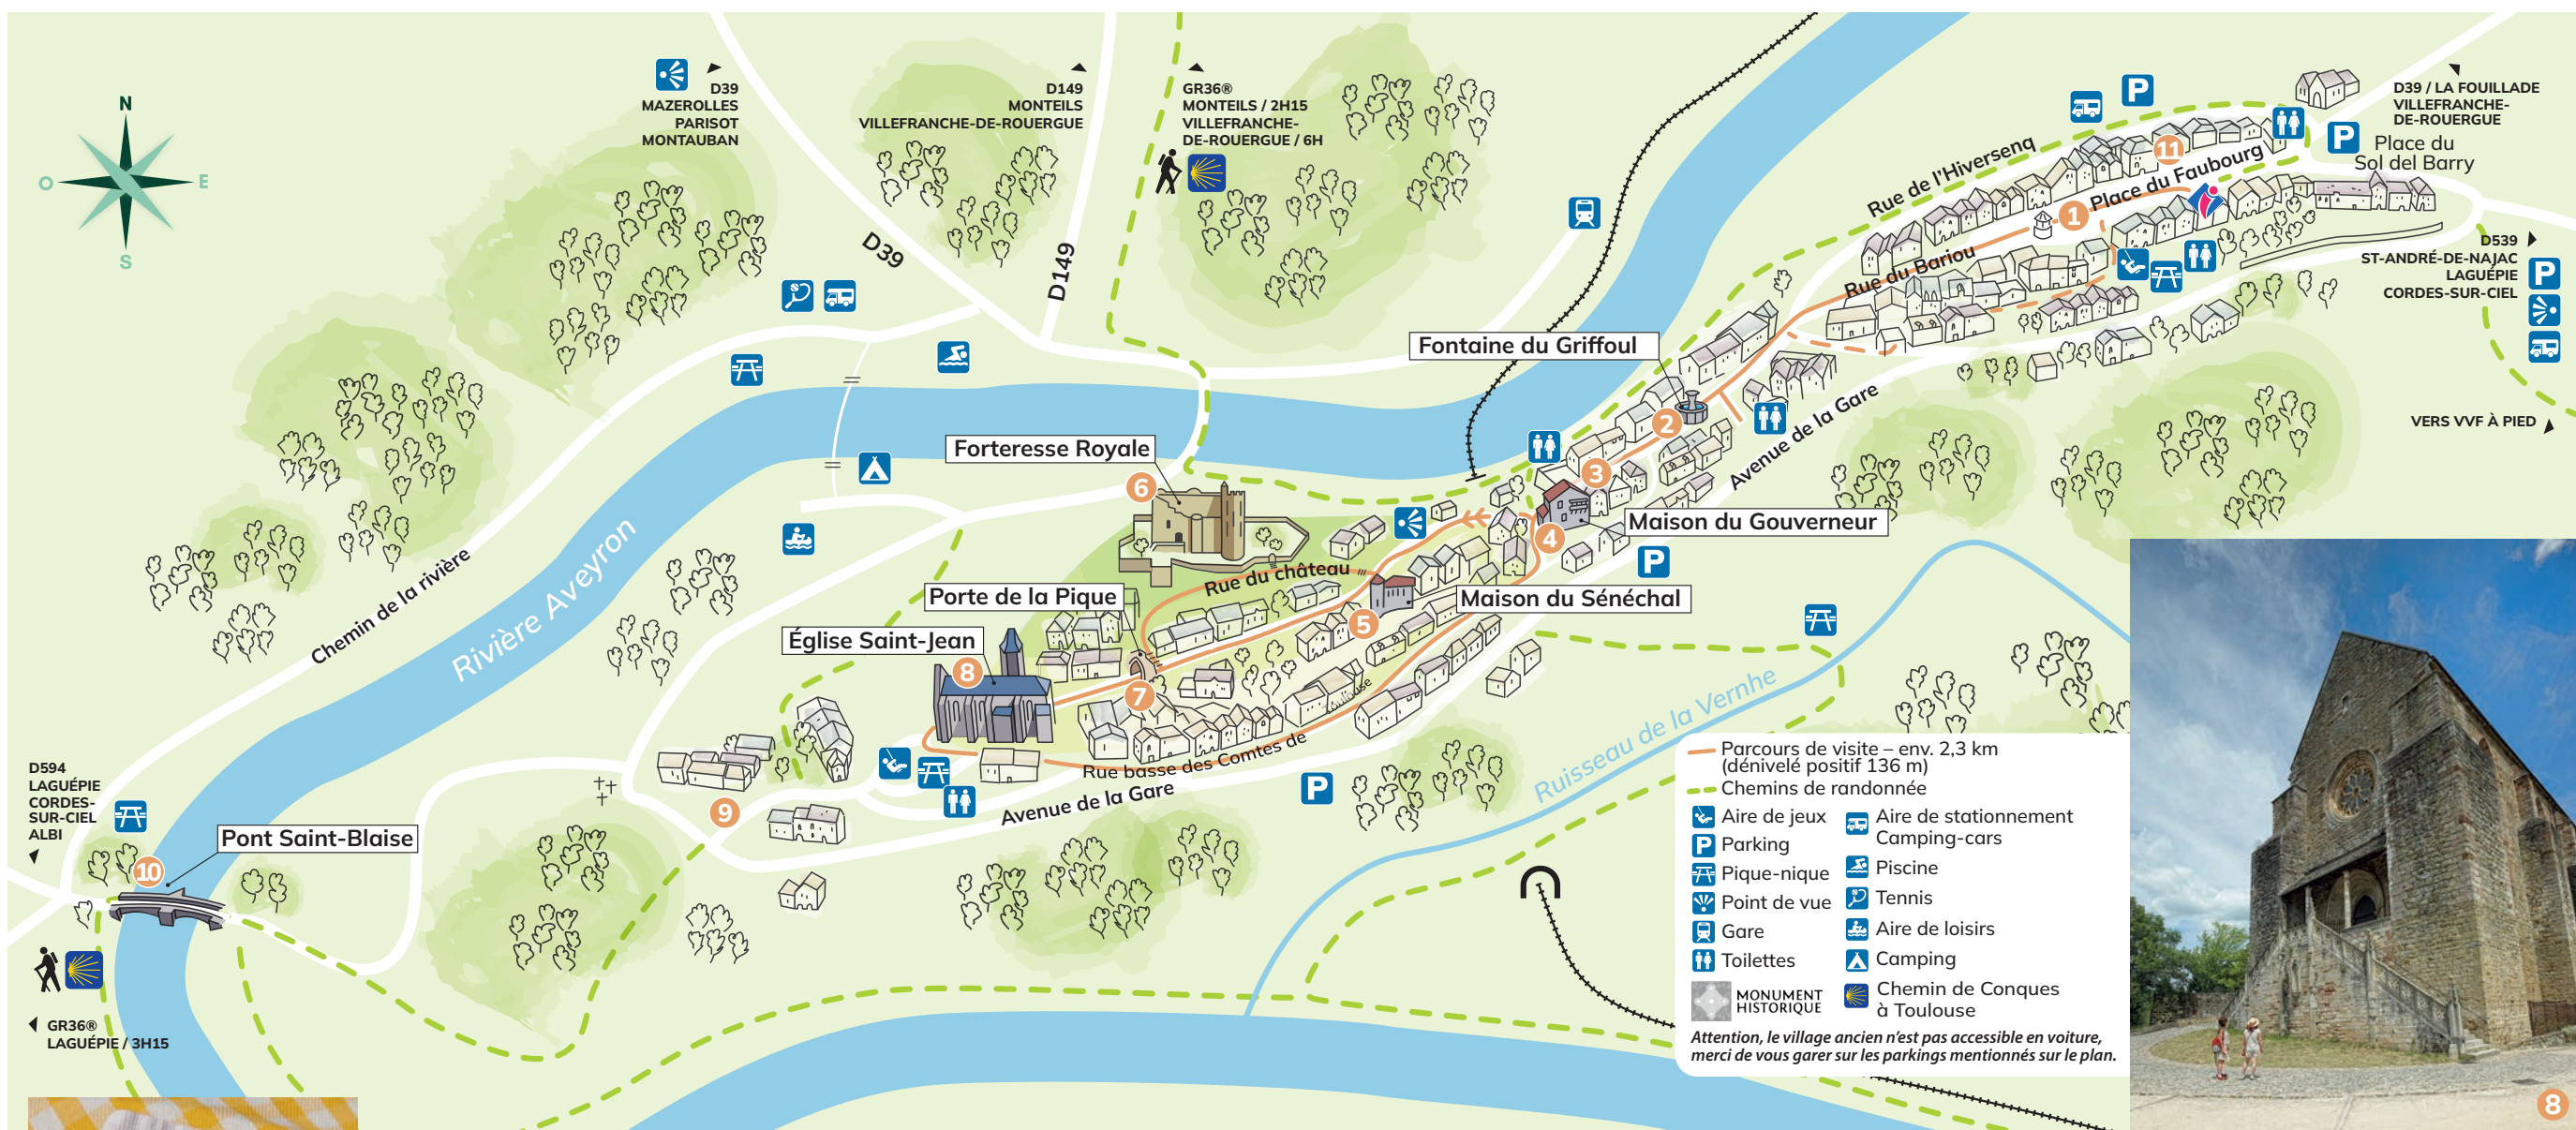 N
O
E
S
D39
MAZEROLLES
PARISOT
MONTAUBAN
D149
MONTEILS
VILLEFRANCHE-DE-ROUERGUE
GR36®
MONTEILS / 2H15
VILLEFRANCHE-
DE-ROUERGUE / 6H
D39 / LA FOUILLADE
VILLEFRANCHE-
DE-ROUERGUE
P
P
Place du
Sol del Barry
Rue de l'Hiversenq
11
Place du Faubourg
1
Rue du Bariou
D539
ST-ANDRÉ-DE-NAJAC
LAGUÉPIE
CORDES-SUR-CIEL
P
VERS VVF À PIED
D39
D149
Fontaine du Griffoul
2
Avenue de la Gare
3
Forteresse Royale
6
Maison du Gouverneur
4
P
Rue du château
Maison du Sénéchal
5
Porte de la Pique
7
Église Saint-Jean
8
Chemin de la rivière
Rivière Aveyron
Rue basse des Comtes de
Toulouse
Avenue de la Gare
P
9
Ruisseau de la Vernhe
D594
LAGUÉPIE
CORDES-
SUR-CIEL
ALBI
Pont Saint-Blaise
10
GR36®
LAGUÉPIE / 3H15
Parcours de visite – env. 2,3 km
(dénivelé positif 136 m)
Chemins de randonnée
Aire de jeux
P Parking
Pique-nique
Point de vue
Gare
Toilettes
MONUMENT
HISTORIQUE
Aire de stationnement
Camping-cars
Piscine
Tennis
Aire de loisirs
Camping
Chemin de Conques
à Toulouse
Attention, le village ancien n'est pas accessible en voiture,
merci de vous garer sur les parkings mentionnés sur le plan.
8